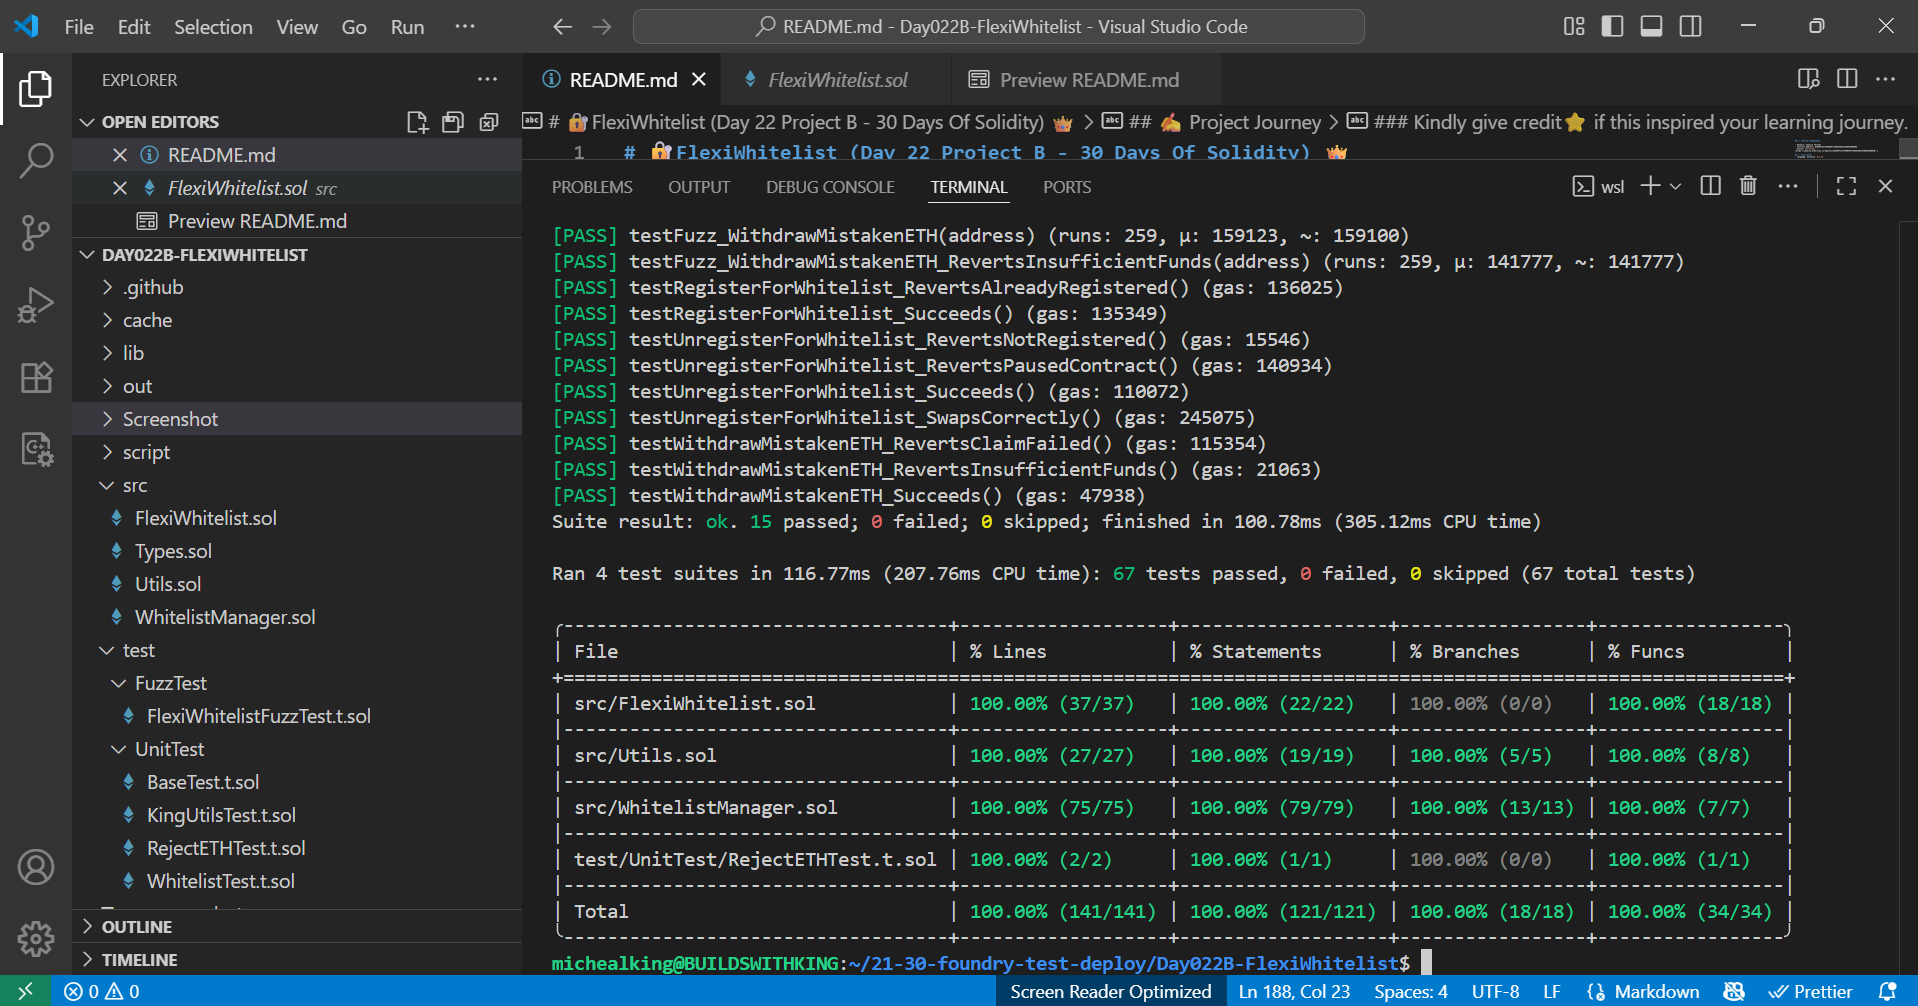 File Edit Selection View Go Run ··· README.md - Day022B-FlexiWhitelist - Visual Studio Code
EXPLORER ···
OPEN EDITORS
README.md
FlexiWhitelist.sol src
Preview README.md
DAY022B-FLEXIWHITELIST
.github
cache
lib
out
Screenshot
script
src
FlexiWhitelist.sol
Types.sol
Utils.sol
WhitelistManager.sol
test
FuzzTest
FlexiWhitelistFuzzTest.t.sol
UnitTest
BaseTest.t.sol
KingUtilsTest.t.sol
RejectETHTest.t.sol
WhitelistTest.t.sol
OUTLINE
TIMELINE
README.md FlexiWhitelist.sol Preview README.md
# 🔐FlexiWhitelist (Day 22 Project B - 30 Days Of Solidity) 👑 > ## ✍️ Project Journey > ### Kindly give credit⭐ if this inspired your learning journey.
1 # 🔐FlexiWhitelist (Day 22 Project B - 30 Days Of Solidity) 👑
PROBLEMS OUTPUT DEBUG CONSOLE TERMINAL PORTS wsl
[PASS] testFuzz_WithdrawMistakenETH(address) (runs: 259, μ: 159123, ~: 159100)
[PASS] testFuzz_WithdrawMistakenETH_RevertsInsufficientFunds(address) (runs: 259, μ: 141777, ~: 141777)
[PASS] testRegisterForWhitelist_RevertsAlreadyRegistered() (gas: 136025)
[PASS] testRegisterForWhitelist_Succeeds() (gas: 135349)
[PASS] testUnregisterForWhitelist_RevertsNotRegistered() (gas: 15546)
[PASS] testUnregisterForWhitelist_RevertsPausedContract() (gas: 140934)
[PASS] testUnregisterForWhitelist_Succeeds() (gas: 110072)
[PASS] testUnregisterForWhitelist_SwapsCorrectly() (gas: 245075)
[PASS] testWithdrawMistakenETH_RevertsClaimFailed() (gas: 115354)
[PASS] testWithdrawMistakenETH_RevertsInsufficientFunds() (gas: 21063)
[PASS] testWithdrawMistakenETH_Succeeds() (gas: 47938)
Suite result: ok. 15 passed; 0 failed; 0 skipped; finished in 100.78ms (305.12ms CPU time)
Ran 4 test suites in 116.77ms (207.76ms CPU time): 67 tests passed, 0 failed, 0 skipped (67 total tests)
| File | % Lines | % Statements | % Branches | % Funcs |
| src/FlexiWhitelist.sol | 100.00% (37/37) | 100.00% (22/22) | 100.00% (0/0) | 100.00% (18/18) |
| src/Utils.sol | 100.00% (27/27) | 100.00% (19/19) | 100.00% (5/5) | 100.00% (8/8) |
| src/WhitelistManager.sol | 100.00% (75/75) | 100.00% (79/79) | 100.00% (13/13) | 100.00% (7/7) |
| test/UnitTest/RejectETHTest.t.sol | 100.00% (2/2) | 100.00% (1/1) | 100.00% (0/0) | 100.00% (1/1) |
| Total | 100.00% (141/141) | 100.00% (121/121) | 100.00% (18/18) | 100.00% (34/34) |
michealking@BUILDSWITHKING:~/21-30-foundry-test-deploy/Day022B-FlexiWhitelist$
0 0 Screen Reader Optimized Ln 188, Col 23 Spaces: 4 UTF-8 LF Markdown Prettier